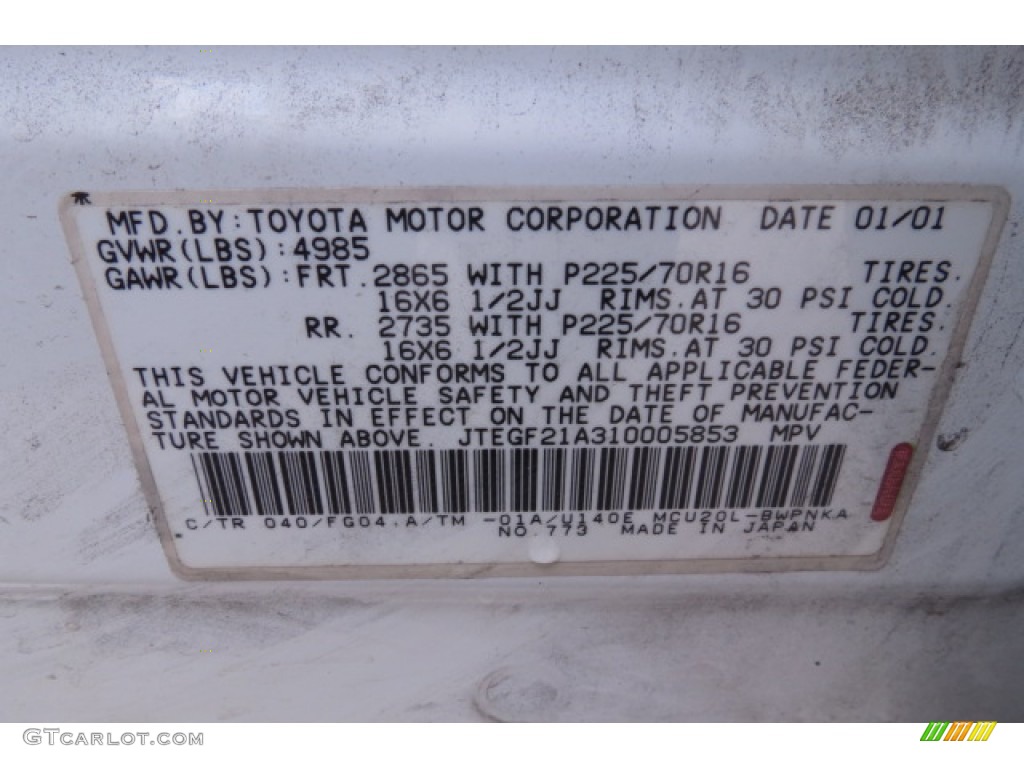 MFD.BY:TOYOTA MOTOR CORPORATION DATE 01/01
GVWR(LBS):4985
GAWR(LBS):FRT.2865 WITH P225/70R16 TIRES.
16X6 1/2JJ RIMS.AT 30 PSI COLD.
RR. 2735 WITH P225/70R16 TIRES.
16X6 1/2JJ RIMS.AT 30 PSI COLD.
THIS VEHICLE CONFORMS TO ALL APPLICABLE FEDER-
AL MOTOR VEHICLE SAFETY AND THEFT PREVENTION
STANDARDS IN EFFECT ON THE DATE OF MANUFAC-
TURE SHOWN ABOVE. JTEGF21A310005853 MPV
C/TR 040/FG04.A/TM -01A/U140E MCU20L-BWPNKA
NO.773 MADE IN JAPAN
GTCARLOT.COM